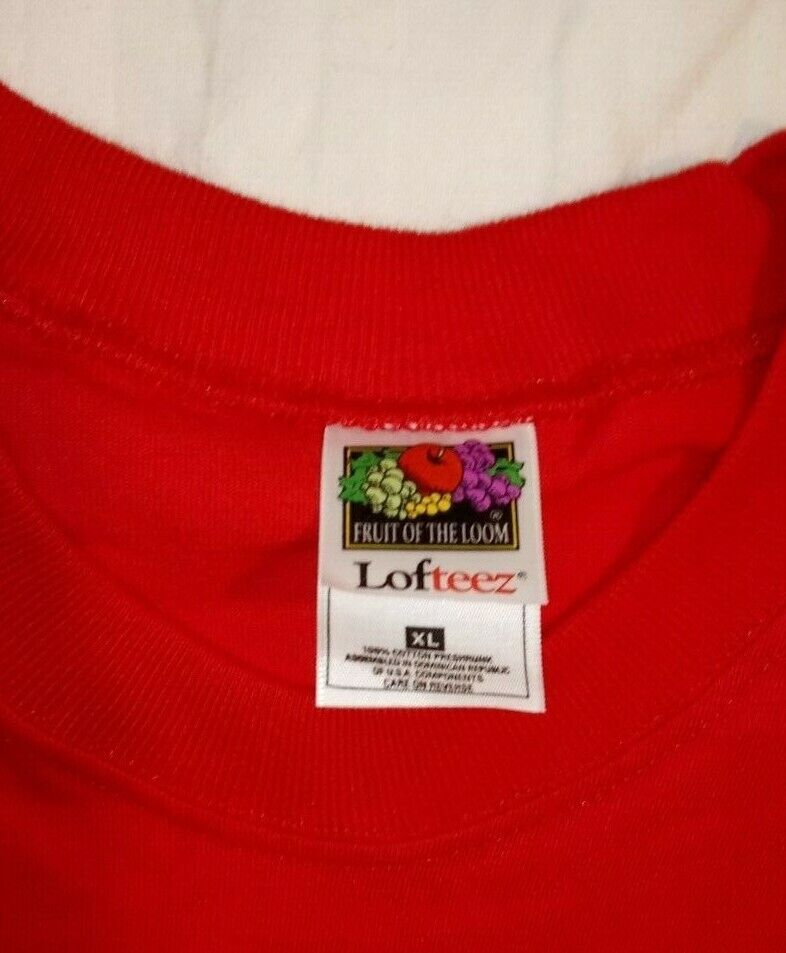 FRUIT OF THE LOOM ®
Lofteez®
XL
100% COTTON PRESHRUNK
ASSEMBLED IN DOMINICAN REPUBLIC
OF U.S.A. COMPONENTS
CARE ON REVERSE